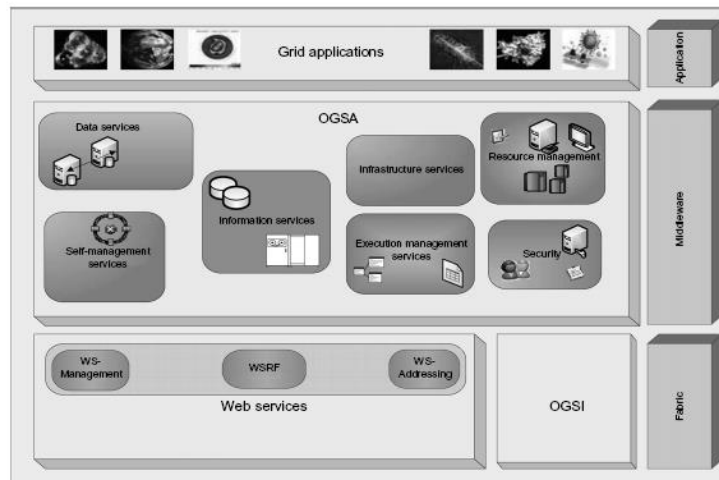 Grid applications
Application
OGSA
Data services
Infrastructure services
Resource management
Information services
Self-management
services
Execution management
services
Security
Middleware
WS-
Management
WSRF
WS-
Addressing
Web services
OGSI
Fabric